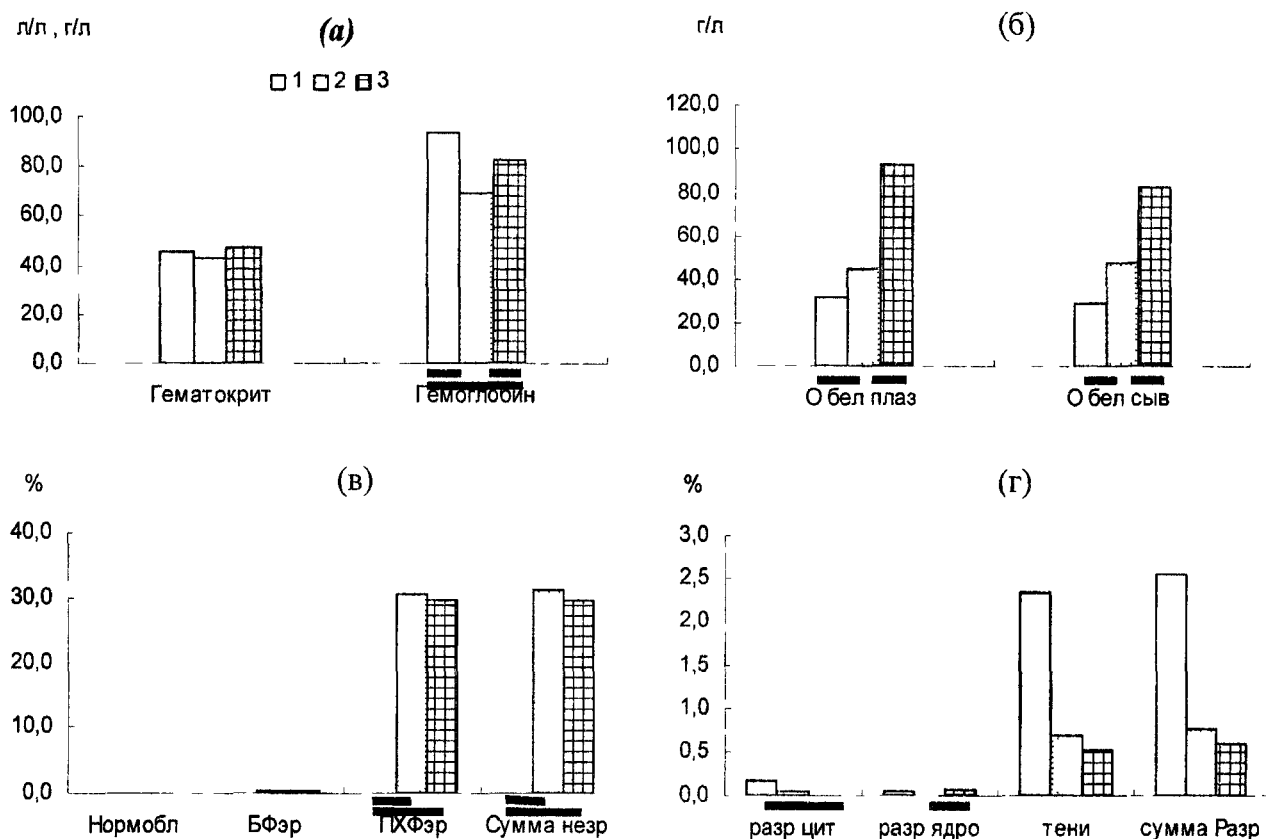 л/л , г/л
(а)
1 2 3
100,0
80,0
60,0
40,0
20,0
0,0
Гематокрит
Гемоглобин
г/л
(б)
120,0
100,0
80,0
60,0
40,0
20,0
0,0
О бел плаз
О бел сыв
%
(в)
40,0
30,0
20,0
10,0
0,0
Нормобл
БФэр
ПХФэр
Сумма незр
%
(г)
3,0
2,5
2,0
1,5
1,0
0,5
0,0
разр цит
разр ядро
тени
сумма Разр